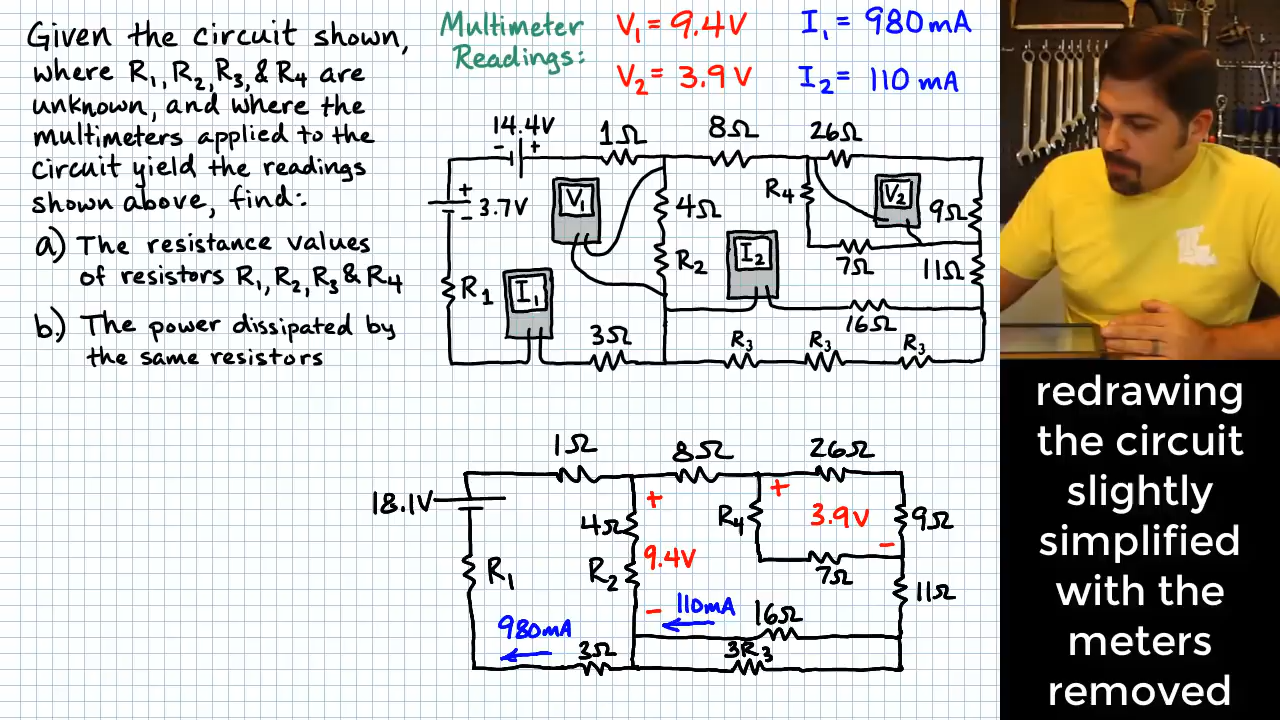 Given the circuit shown,
where R1, R2, R3, & R4 are
unknown, and where the
multimeters applied to the
circuit yield the readings
shown above, find:
a) The resistance values
of resistors R1, R2, R3 & R4
b.) The power dissipated by
the same resistors
Multimeter
Readings:
V1 = 9.4V
I1 = 980 mA
V2 = 3.9 V
I2 = 110 mA
14.4V
- +
1Ω
8Ω
26Ω
+
-
3.7V
V1
4Ω
R4
V2
9Ω
R2
I2
7Ω
11Ω
R1
I1
16Ω
3Ω
R3
R3
R3
1Ω
8Ω
26Ω
18.1V
+
+
4Ω
R4
3.9V
9Ω
9.4V
-
R1
R2
7Ω
11Ω
-
110mA
16Ω
980mA
3Ω
3R3
redrawing
the circuit
slightly
simplified
with the
meters
removed